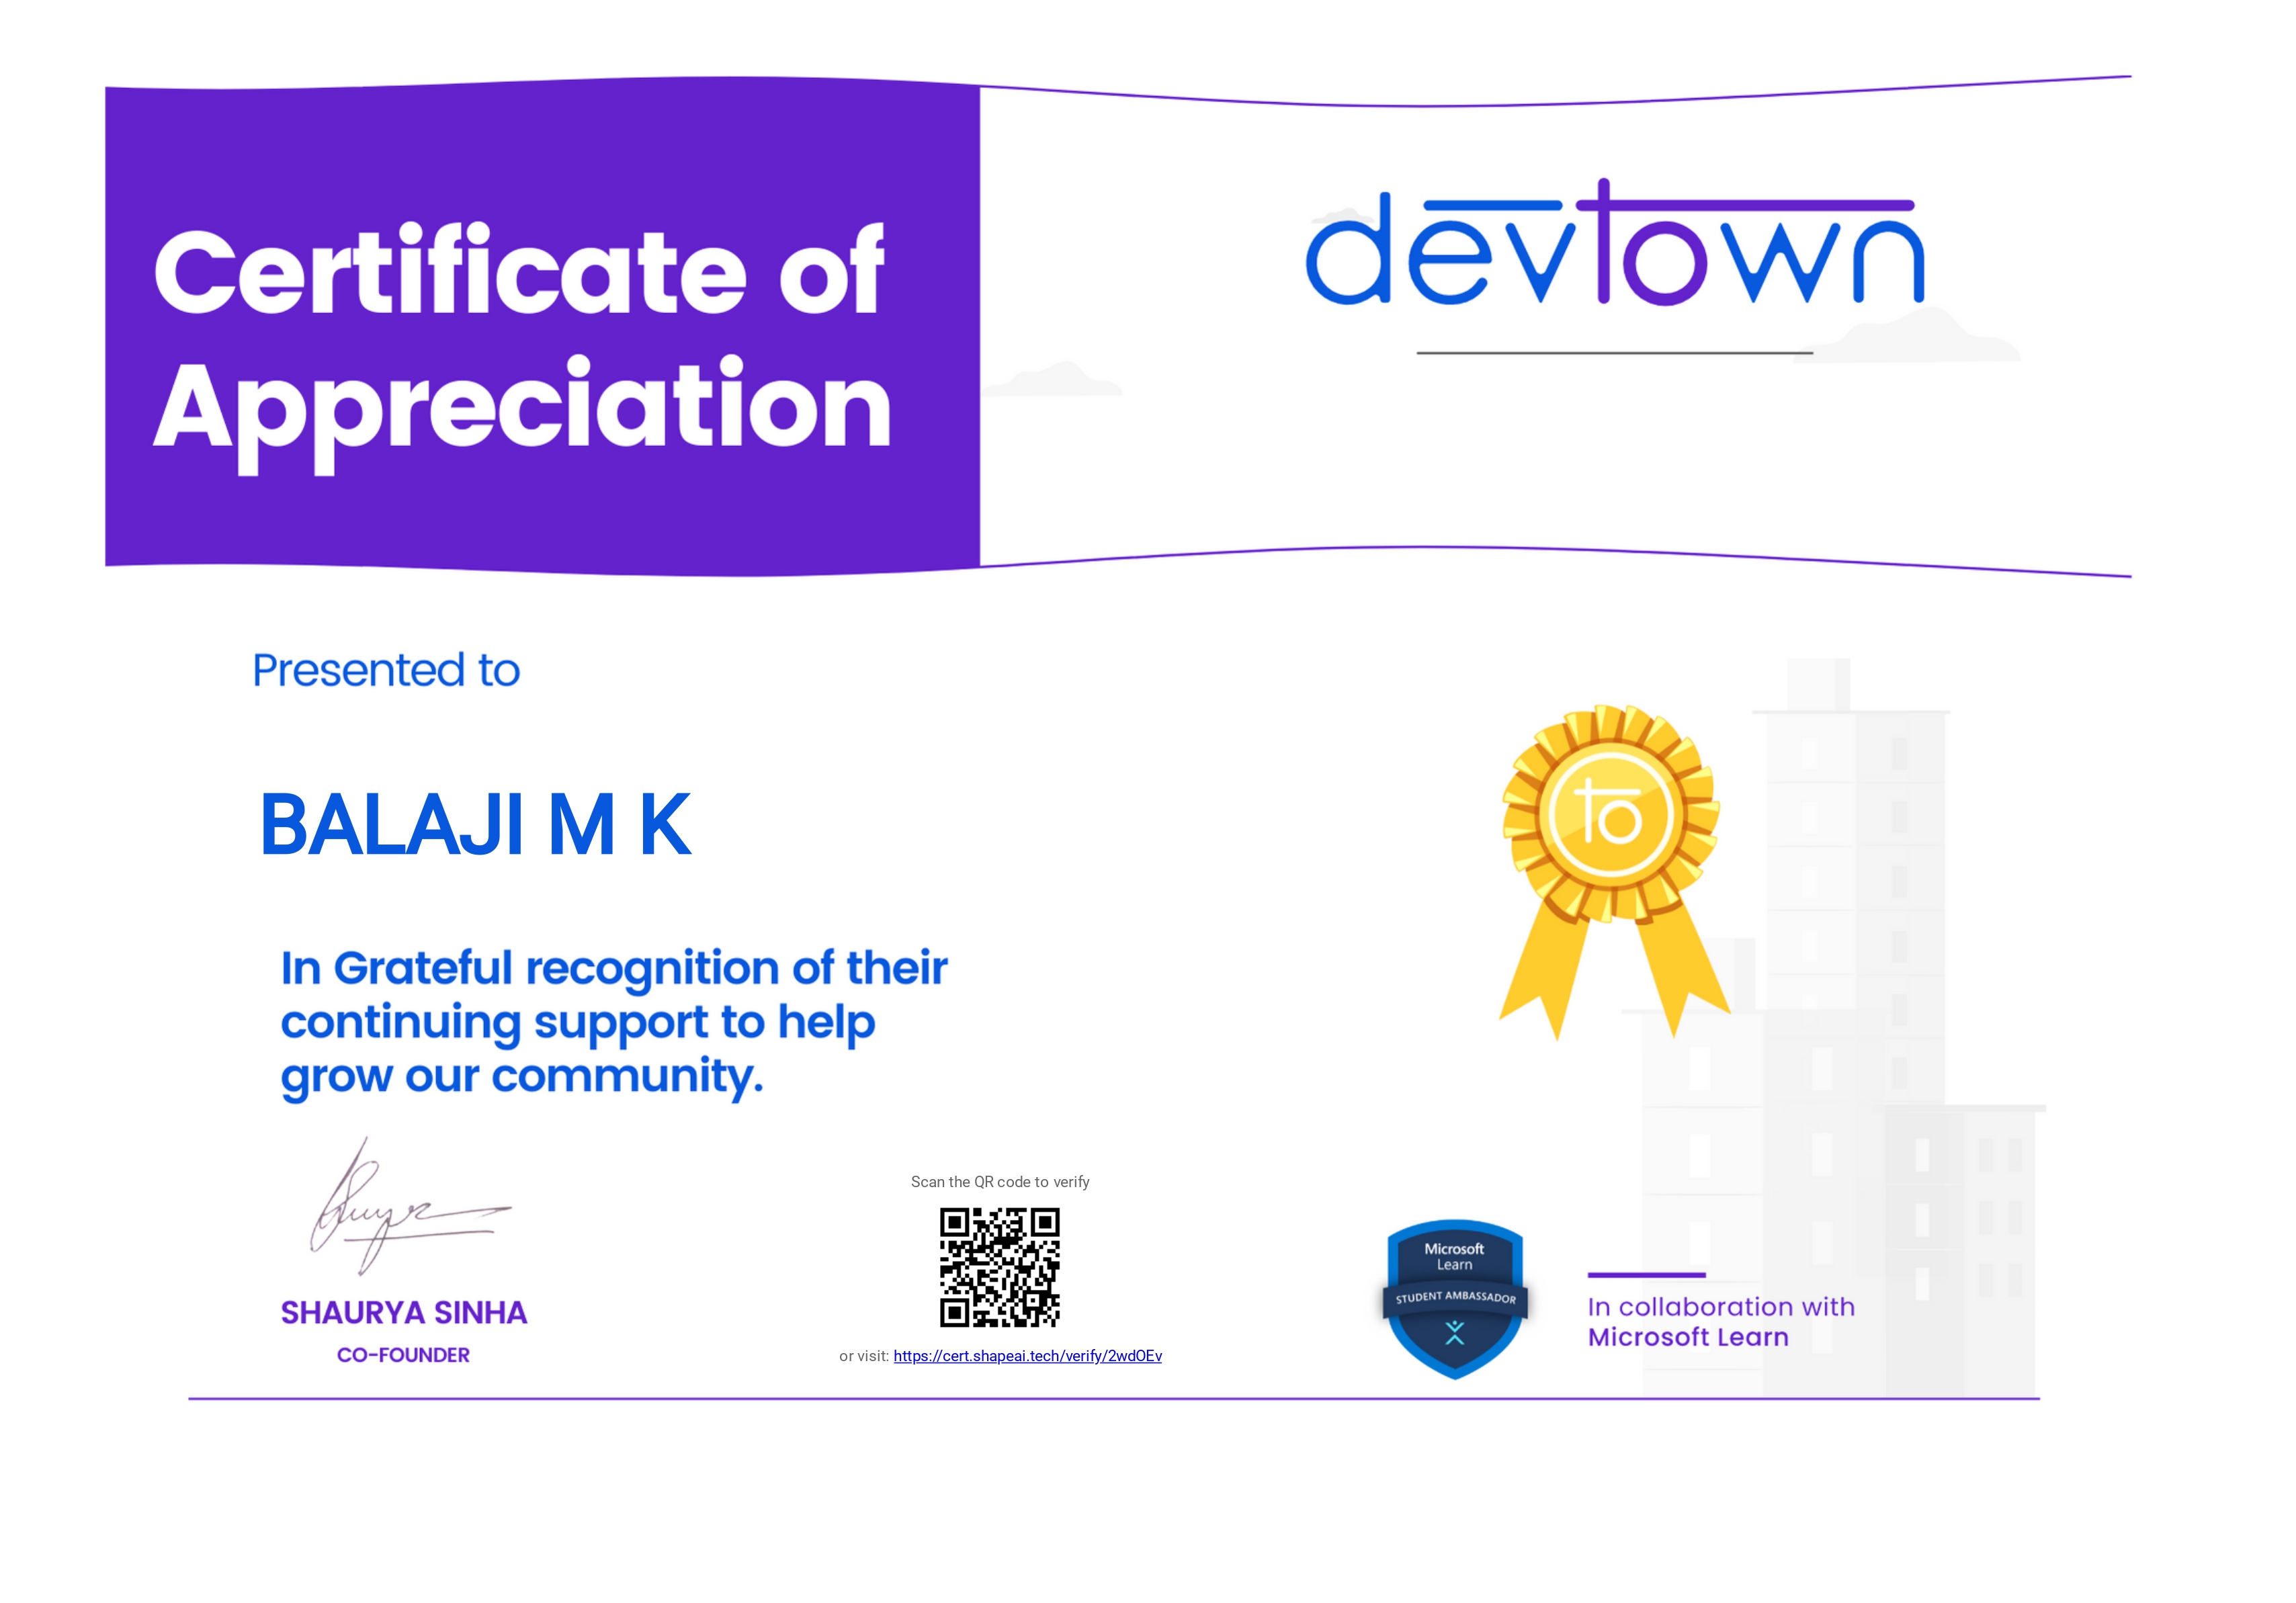 Certificate of
Appreciation
devtown
Presented to
BALAJI M K
to
In Grateful recognition of their
continuing support to help
grow our community.
Scan the QR code to verify
SHAURYA SINHA
CO-FOUNDER
or visit: https://cert.shapeai.tech/verify/2wdOEv
Microsoft
Learn
STUDENT AMBASSADOR
In collaboration with
Microsoft Learn